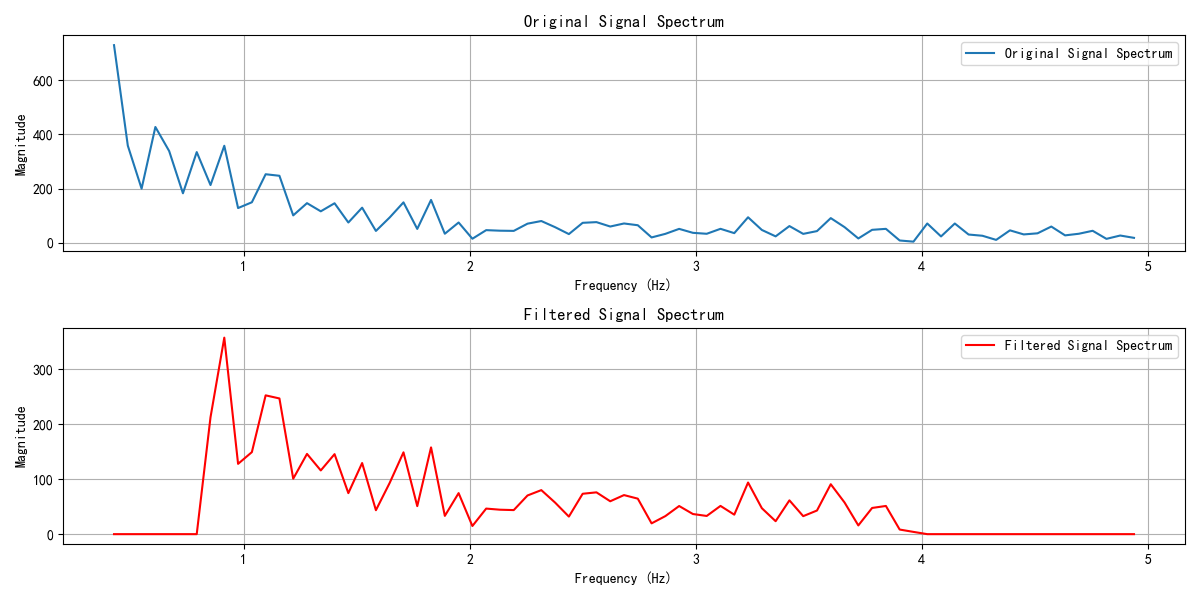 Original Signal Spectrum
Original Signal Spectrum
Magnitude
600
400
200
0
1 2 3 4 5
Frequency (Hz)
Filtered Signal Spectrum
Filtered Signal Spectrum
Magnitude
300
200
100
0
1 2 3 4 5
Frequency (Hz)